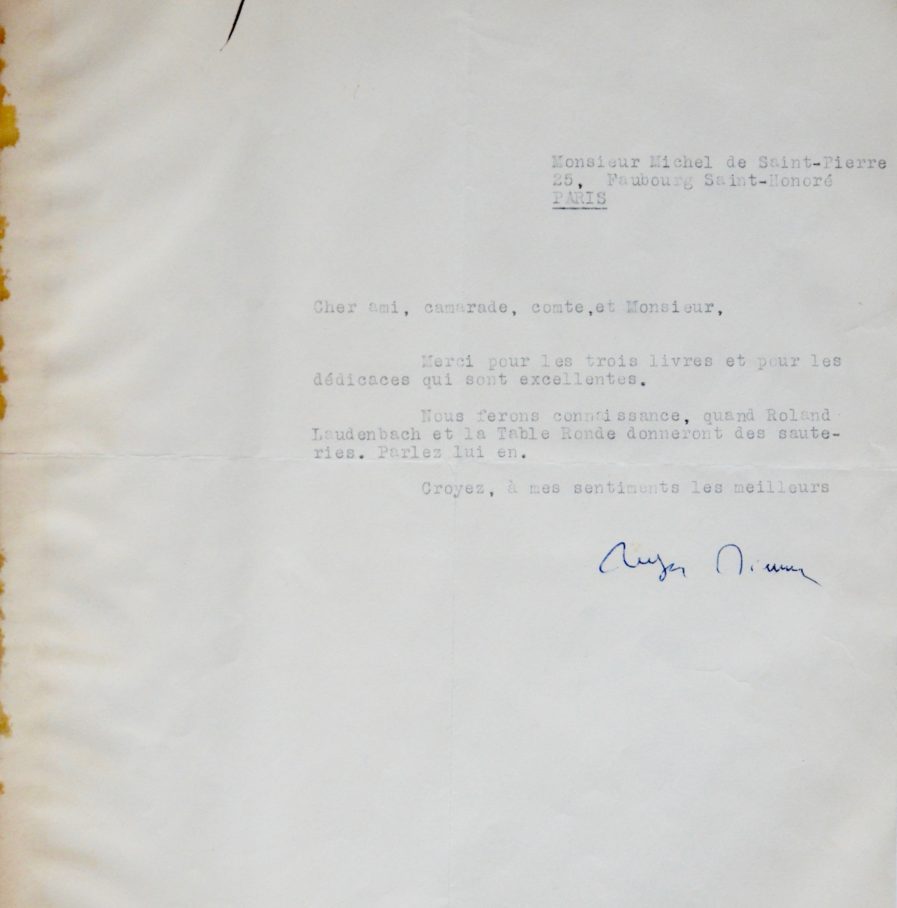 Monsieur Michel de Saint-Pierre
25, Faubourg Saint-Honoré
PARIS
Cher ami, camarade, comte,et Monsieur,
Merci pour les trois livres et pour les
dédicaces qui sont excellentes.
Nous ferons connaissance, quand Roland
Laudenbach et la Table Ronde donneront des saute-
ries. Parlez lui en.
Croyez, à mes sentiments les meilleurs
Roger Nimier